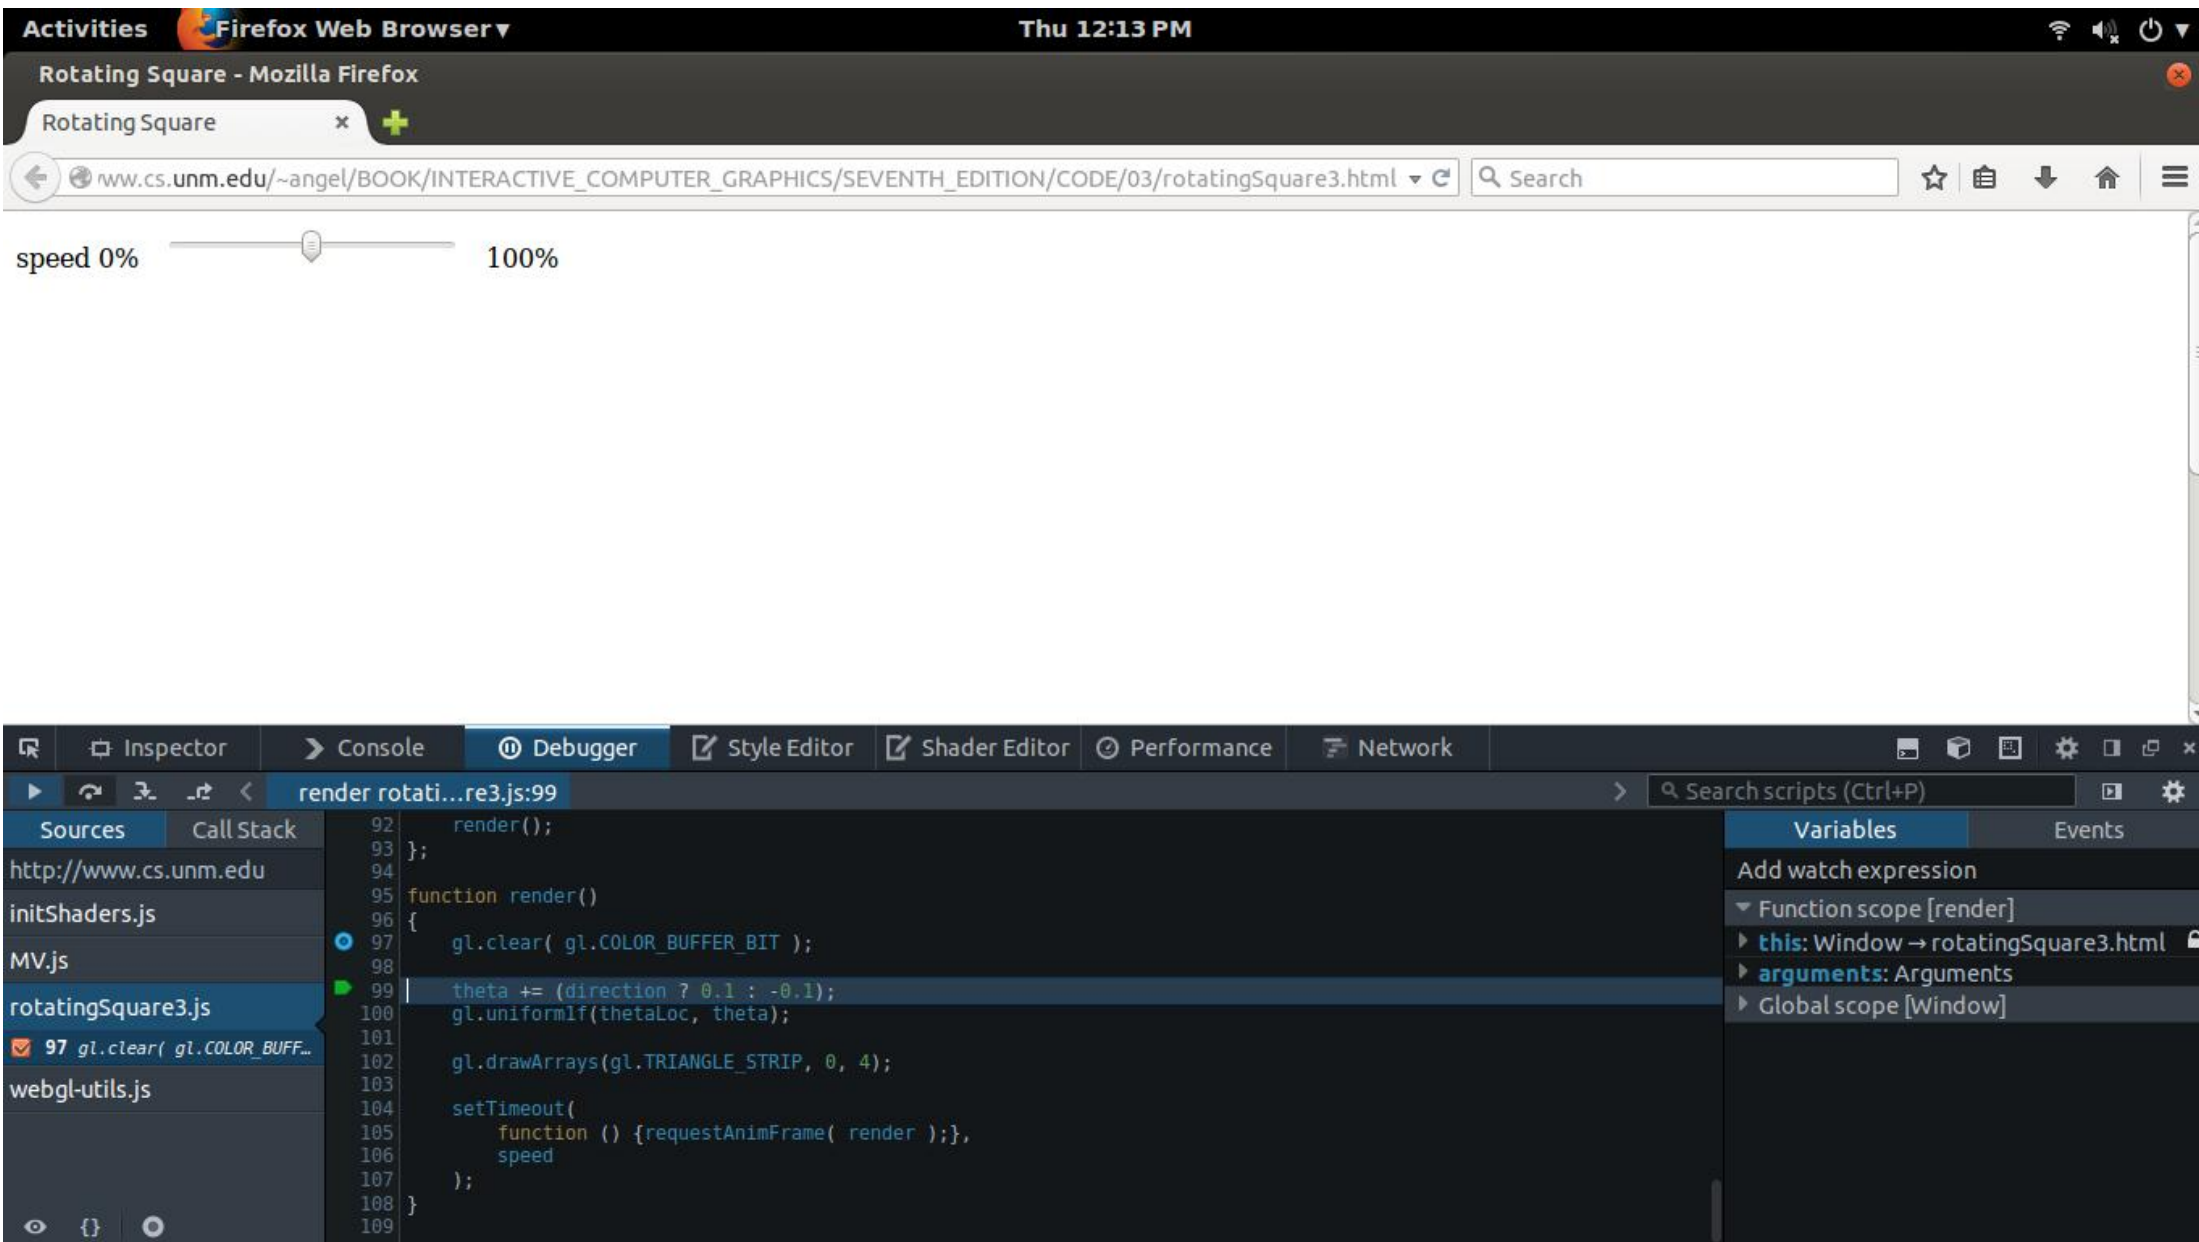 Activities Firefox Web Browser ▾ Thu 12:13 PM
Rotating Square - Mozilla Firefox
Rotating Square
ww.cs.unm.edu/~angel/BOOK/INTERACTIVE_COMPUTER_GRAPHICS/SEVENTH_EDITION/CODE/03/rotatingSquare3.html Search
speed 0% 100%
Inspector Console Debugger Style Editor Shader Editor Performance Network
render rotati...re3.js:99 Search scripts (Ctrl+P)
Sources Call Stack
http://www.cs.unm.edu
initShaders.js
MV.js
rotatingSquare3.js
97 gl.clear( gl.COLOR_BUFF…
webgl-utils.js
{}
92 render();
93 };
94
95 function render()
96 {
97 gl.clear( gl.COLOR_BUFFER_BIT );
98
99 theta += (direction ? 0.1 : -0.1);
100 gl.uniform1f(thetaLoc, theta);
101
102 gl.drawArrays(gl.TRIANGLE_STRIP, 0, 4);
103
104 setTimeout(
105 function () {requestAnimFrame( render );},
106 speed
107 );
108 }
109
Variables Events
Add watch expression
Function scope [render]
this: Window → rotatingSquare3.html
arguments: Arguments
Global scope [Window]